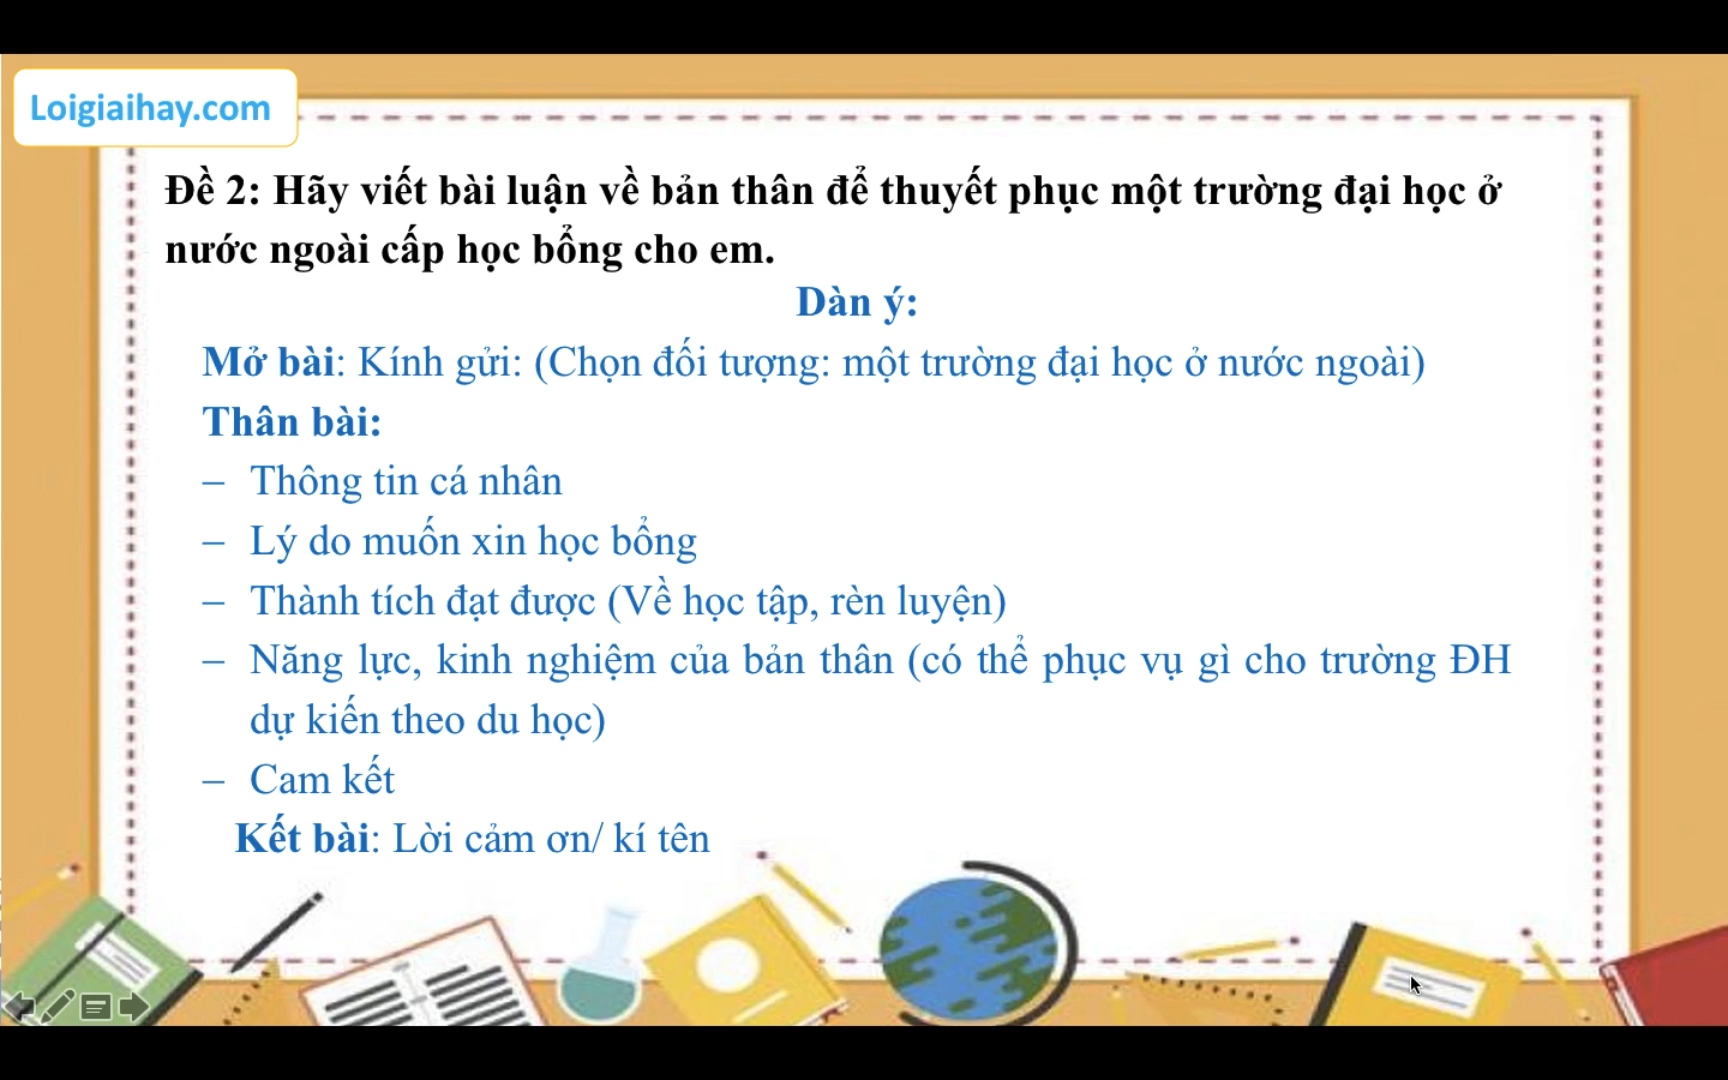 Loigiaihay.com
Đề 2: Hãy viết bài luận về bản thân để thuyết phục một trường đại học ở
nước ngoài cấp học bổng cho em.
Dàn ý:
Mở bài: Kính gửi: (Chọn đối tượng: một trường đại học ở nước ngoài)
Thân bài:
– Thông tin cá nhân
– Lý do muốn xin học bổng
– Thành tích đạt được (Về học tập, rèn luyện)
– Năng lực, kinh nghiệm của bản thân (có thể phục vụ gì cho trường ĐH
dự kiến theo du học)
– Cam kết
Kết bài: Lời cảm ơn/ kí tên